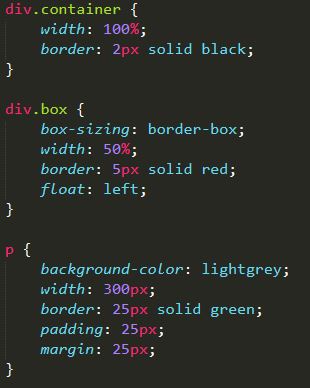 div.container {
    width: 100%;
    border: 2px solid black;
}

div.box {
    box-sizing: border-box;
    width: 50%;
    border: 5px solid red;
    float: left;
}

p {
    background-color: lightgrey;
    width: 300px;
    border: 25px solid green;
    padding: 25px;
    margin: 25px;
}